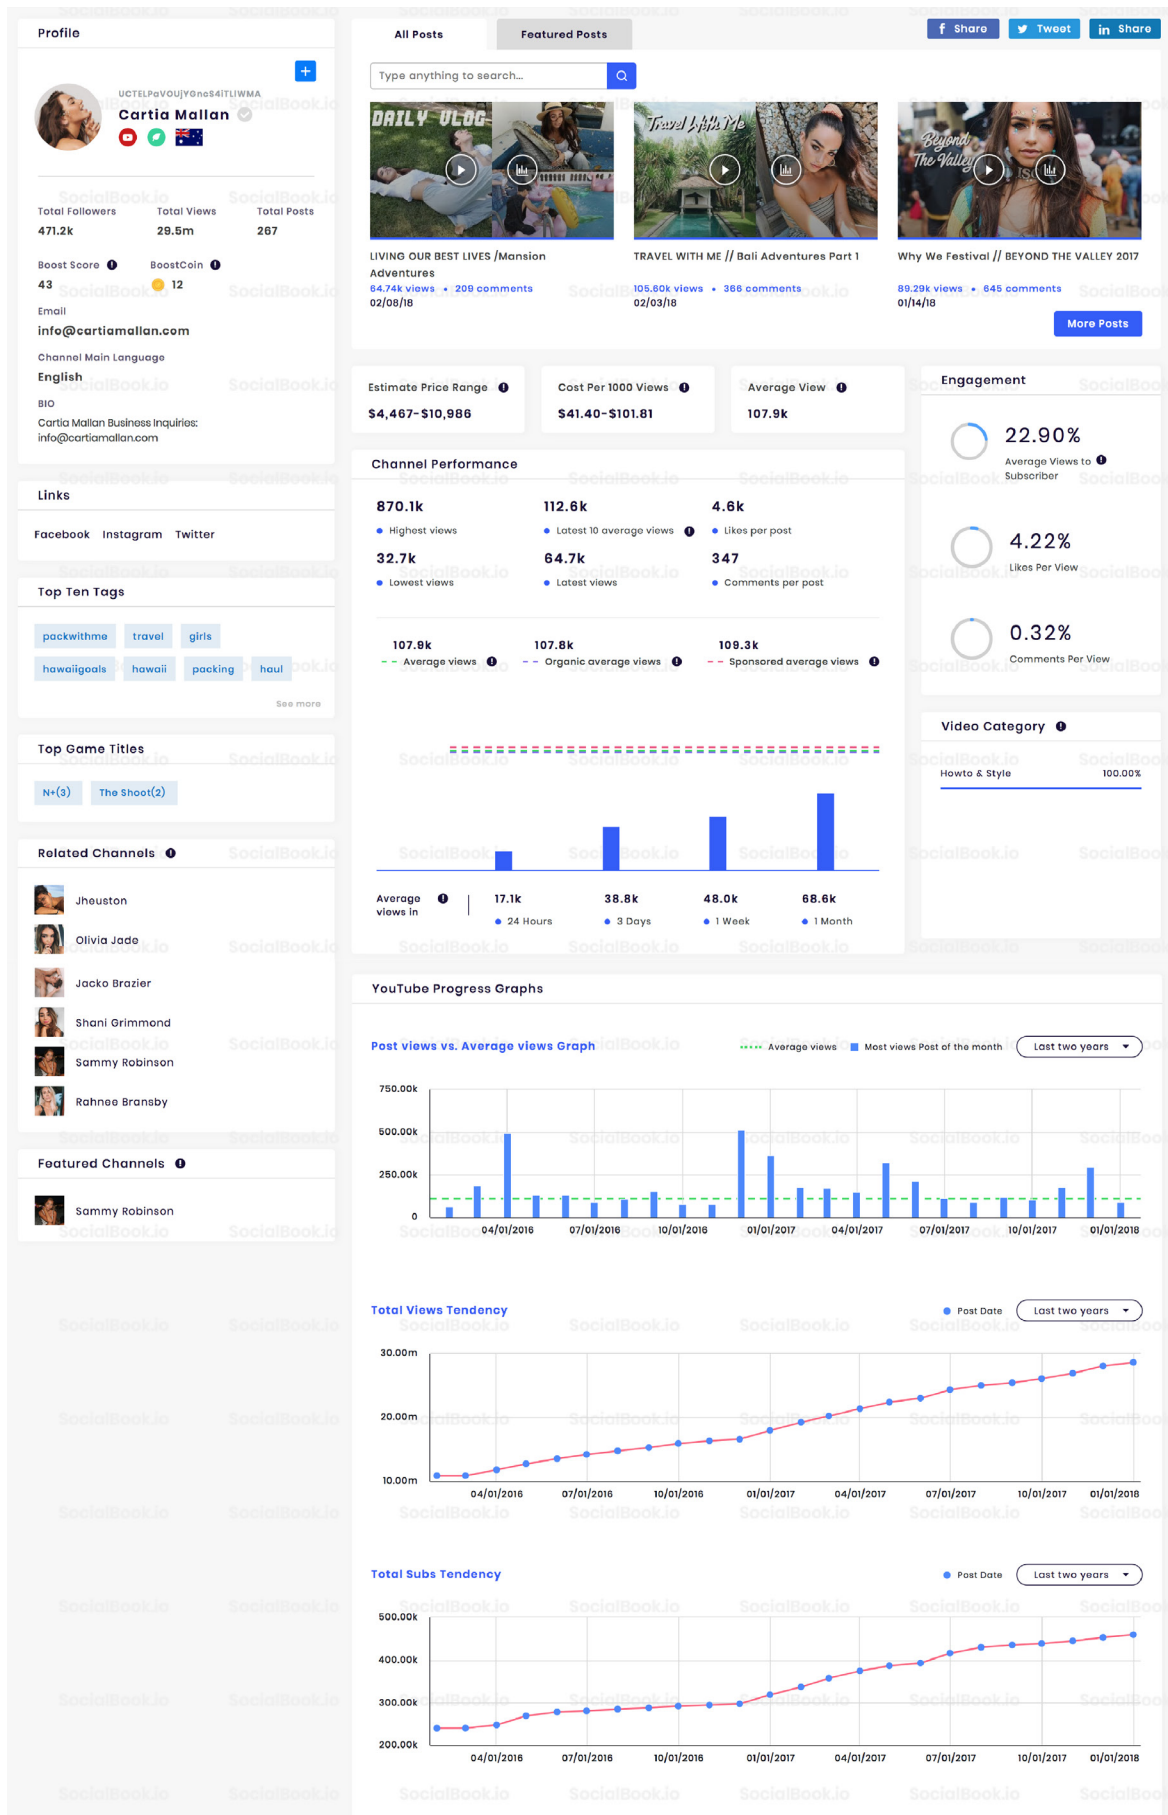 Profile
UCTELPaVOUjYGncS4iTLIWMA
Cartia Mallan
Total Followers Total Views Total Posts
471.2k 29.5m 267
Boost Score BoostCoin
43 12
Email
info@cartiamallan.com
Channel Main Language
English
BIO
Cartia Mallan Business Inquiries:
info@cartiamallan.com
Links
Facebook Instagram Twitter
Top Ten Tags
packwithme travel girls
hawaiigoals hawaii packing haul
See more
Top Game Titles
N+(3) The Shoot(2)
Related Channels
Jheuston
Olivia Jade
Jacko Brazier
Shani Grimmond
Sammy Robinson
Rahnee Bransby
Featured Channels
Sammy Robinson
All Posts Featured Posts
Share Tweet Share
Type anything to search...
DAILY VLOG
Travel With Me
Beyond
The Valley
LIVING OUR BEST LIVES /Mansion
Adventures
64.74k views • 209 comments
02/08/18
TRAVEL WITH ME // Bali Adventures Part 1
105.60k views • 366 comments
02/03/18
Why We Festival // BEYOND THE VALLEY 2017
89.29k views • 645 comments
01/14/18
More Posts
Estimate Price Range
$4,467-$10,986
Cost Per 1000 Views
$41.40-$101.81
Average View
107.9k
Engagement
22.90%
Average Views to
Subscriber
4.22%
Likes Per View
0.32%
Comments Per View
Video Category
Howto & Style 100.00%
Channel Performance
870.1k 112.6k 4.6k
Highest views Latest 10 average views Likes per post
32.7k 64.7k 347
Lowest views Latest views Comments per post
107.9k 107.8k 109.3k
Average views Organic average views Sponsored average views
Average
views in
17.1k 38.8k 48.0k 68.6k
24 Hours 3 Days 1 Week 1 Month
YouTube Progress Graphs
Post views vs. Average views Graph
Average views Most views Post of the month Last two years
750.00k
500.00k
250.00k
0
04/01/2016 07/01/2016 10/01/2016 01/01/2017 04/01/2017 07/01/2017 10/01/2017 01/01/2018
Total Views Tendency
Post Date Last two years
30.00m
20.00m
10.00m
04/01/2016 07/01/2016 10/01/2016 01/01/2017 04/01/2017 07/01/2017 10/01/2017 01/01/2018
Total Subs Tendency
Post Date Last two years
500.00k
400.00k
300.00k
200.00k
04/01/2016 07/01/2016 10/01/2016 01/01/2017 04/01/2017 07/01/2017 10/01/2017 01/01/2018
SocialBook.io